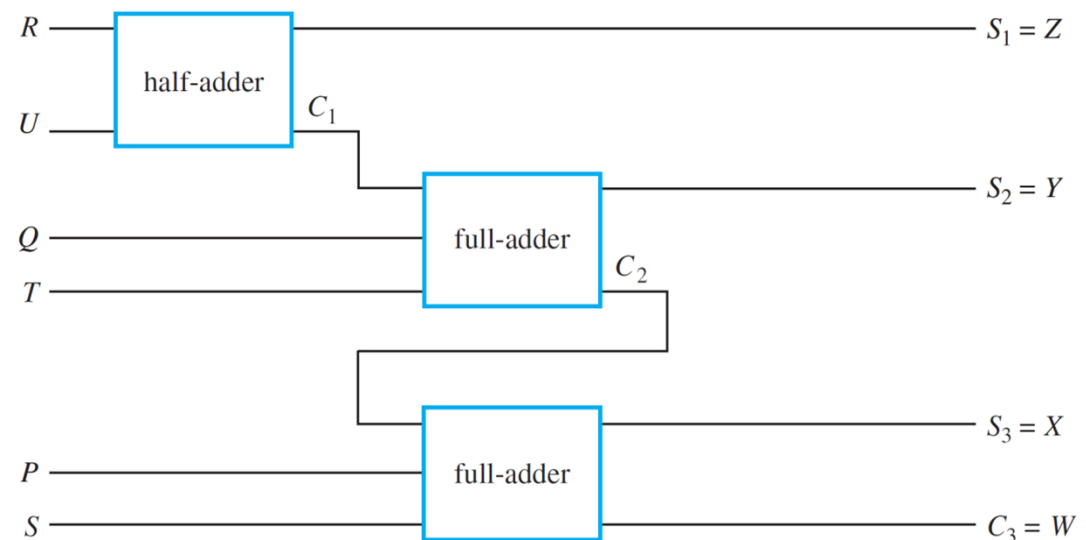 R
S₁ = Z
half-adder
C₁
U
S₂ = Y
Q
full-adder
C₂
T
S₃ = X
P
full-adder
S
C₃ = W